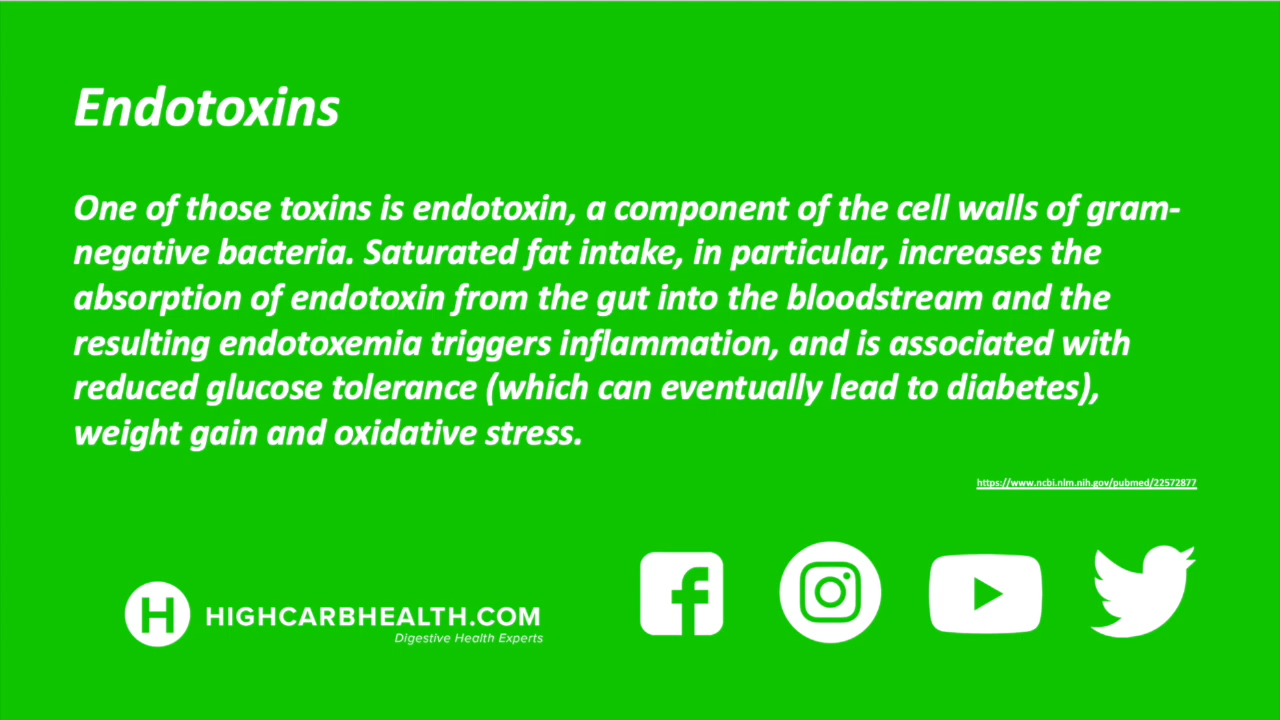 Endotoxins
One of those toxins is endotoxin, a component of the cell walls of gram-
negative bacteria. Saturated fat intake, in particular, increases the
absorption of endotoxin from the gut into the bloodstream and the
resulting endotoxemia triggers inflammation, and is associated with
reduced glucose tolerance (which can eventually lead to diabetes),
weight gain and oxidative stress.
https://www.ncbi.nlm.nih.gov/pubmed/22572877
H HIGHCARBHEALTH.COM
Digestive Health Experts